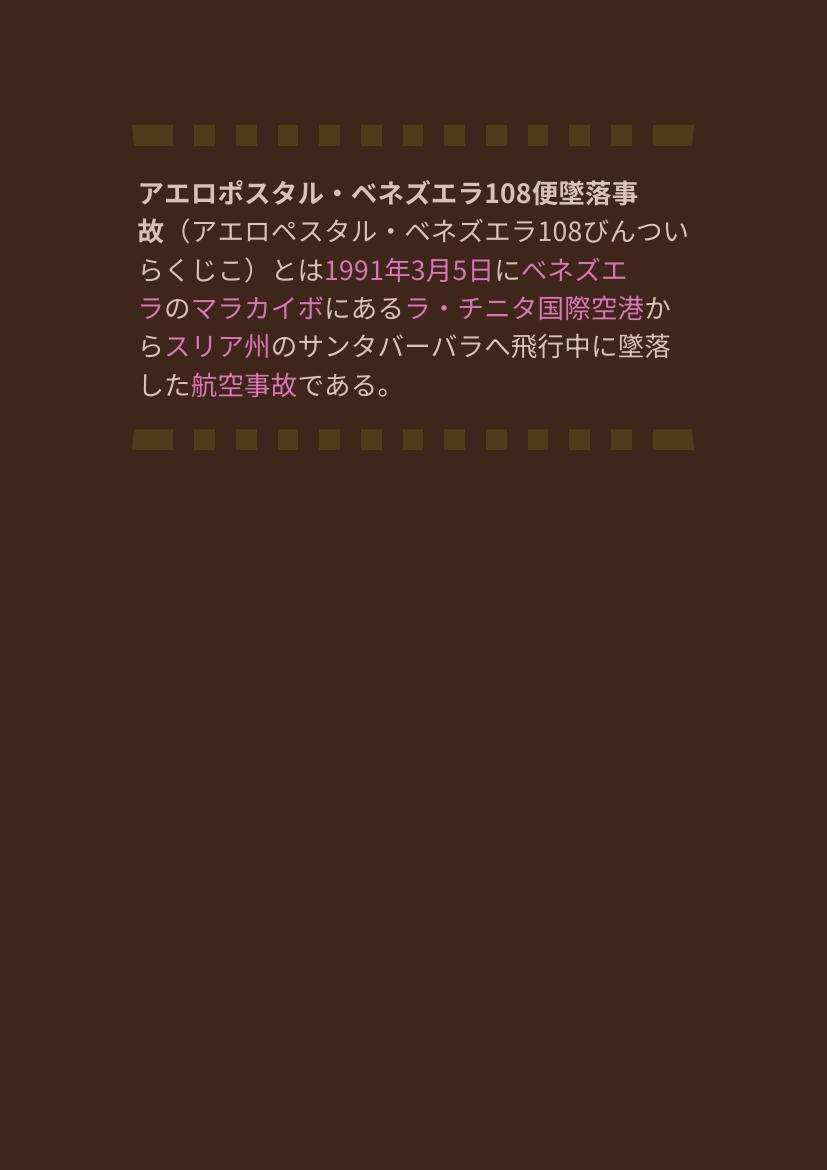 アエロポスタル・ベネズエラ108便墜落事
故（アエロペスタル・ベネズエラ108びんつい
らくじこ）とは1991年3月5日にベネズエ
ラのマラカイボにあるラ・チニタ国際空港か
らスリア州のサンタバーバラへ飛行中に墜落
した航空事故である。